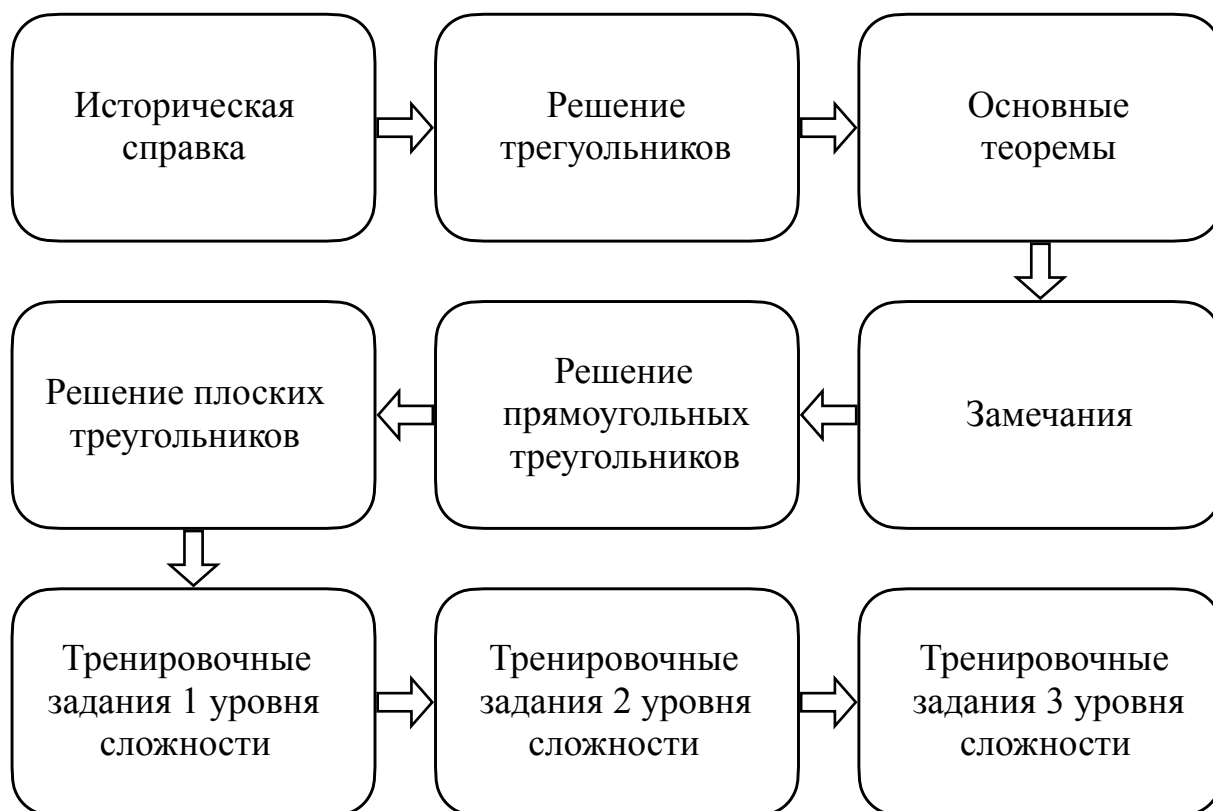 Историческая
справка
Решение
трегуольников
Основные
теоремы
Замечания
Решение
прямоугольных
треугольников
Решение плоских
треугольников
Тренировочные
задания 1 уровня
сложности
Тренировочные
задания 2 уровня
сложности
Тренировочные
задания 3 уровня
сложности